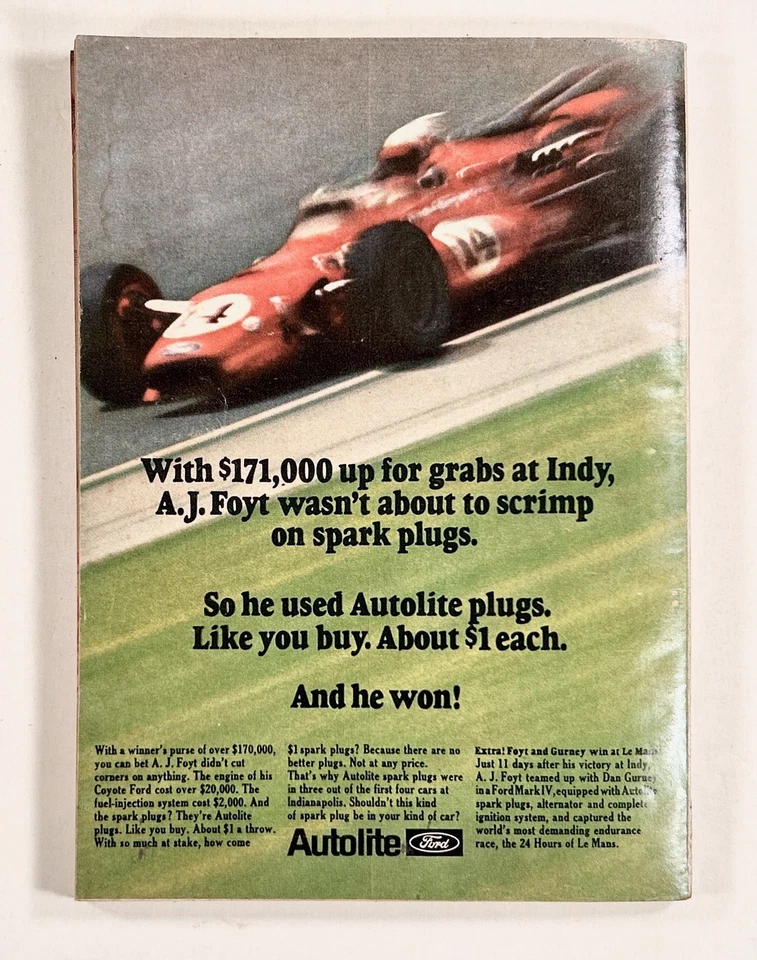 14
4
With $171,000 up for grabs at Indy,
A.J. Foyt wasn't about to scrimp
on spark plugs.
So he used Autolite plugs.
Like you buy. About $1 each.
And he won!
With a winner's purse of over $170,000,
you can bet A. J. Foyt didn't cut
corners on anything. The engine of his
Coyote Ford cost over $20,000. The
fuel-injection system cost $2,000. And
the spark plugs? They're Autolite
plugs. Like you buy. About $1 a throw.
With so much at stake, how come
$1 spark plugs? Because there are no
better plugs. Not at any price.
That's why Autolite spark plugs were
in three out of the first four cars at
Indianapolis. Shouldn't this kind
of spark plug be in your kind of car?
Autolite Ford
Extra! Foyt and Gurney win at Le Mans!
Just 11 days after his victory at Indy,
A. J. Foyt teamed up with Dan Gurney
in a Ford Mark IV, equipped with Autolite
spark plugs, alternator and complete
ignition system, and captured the
world's most demanding endurance
race, the 24 Hours of Le Mans.